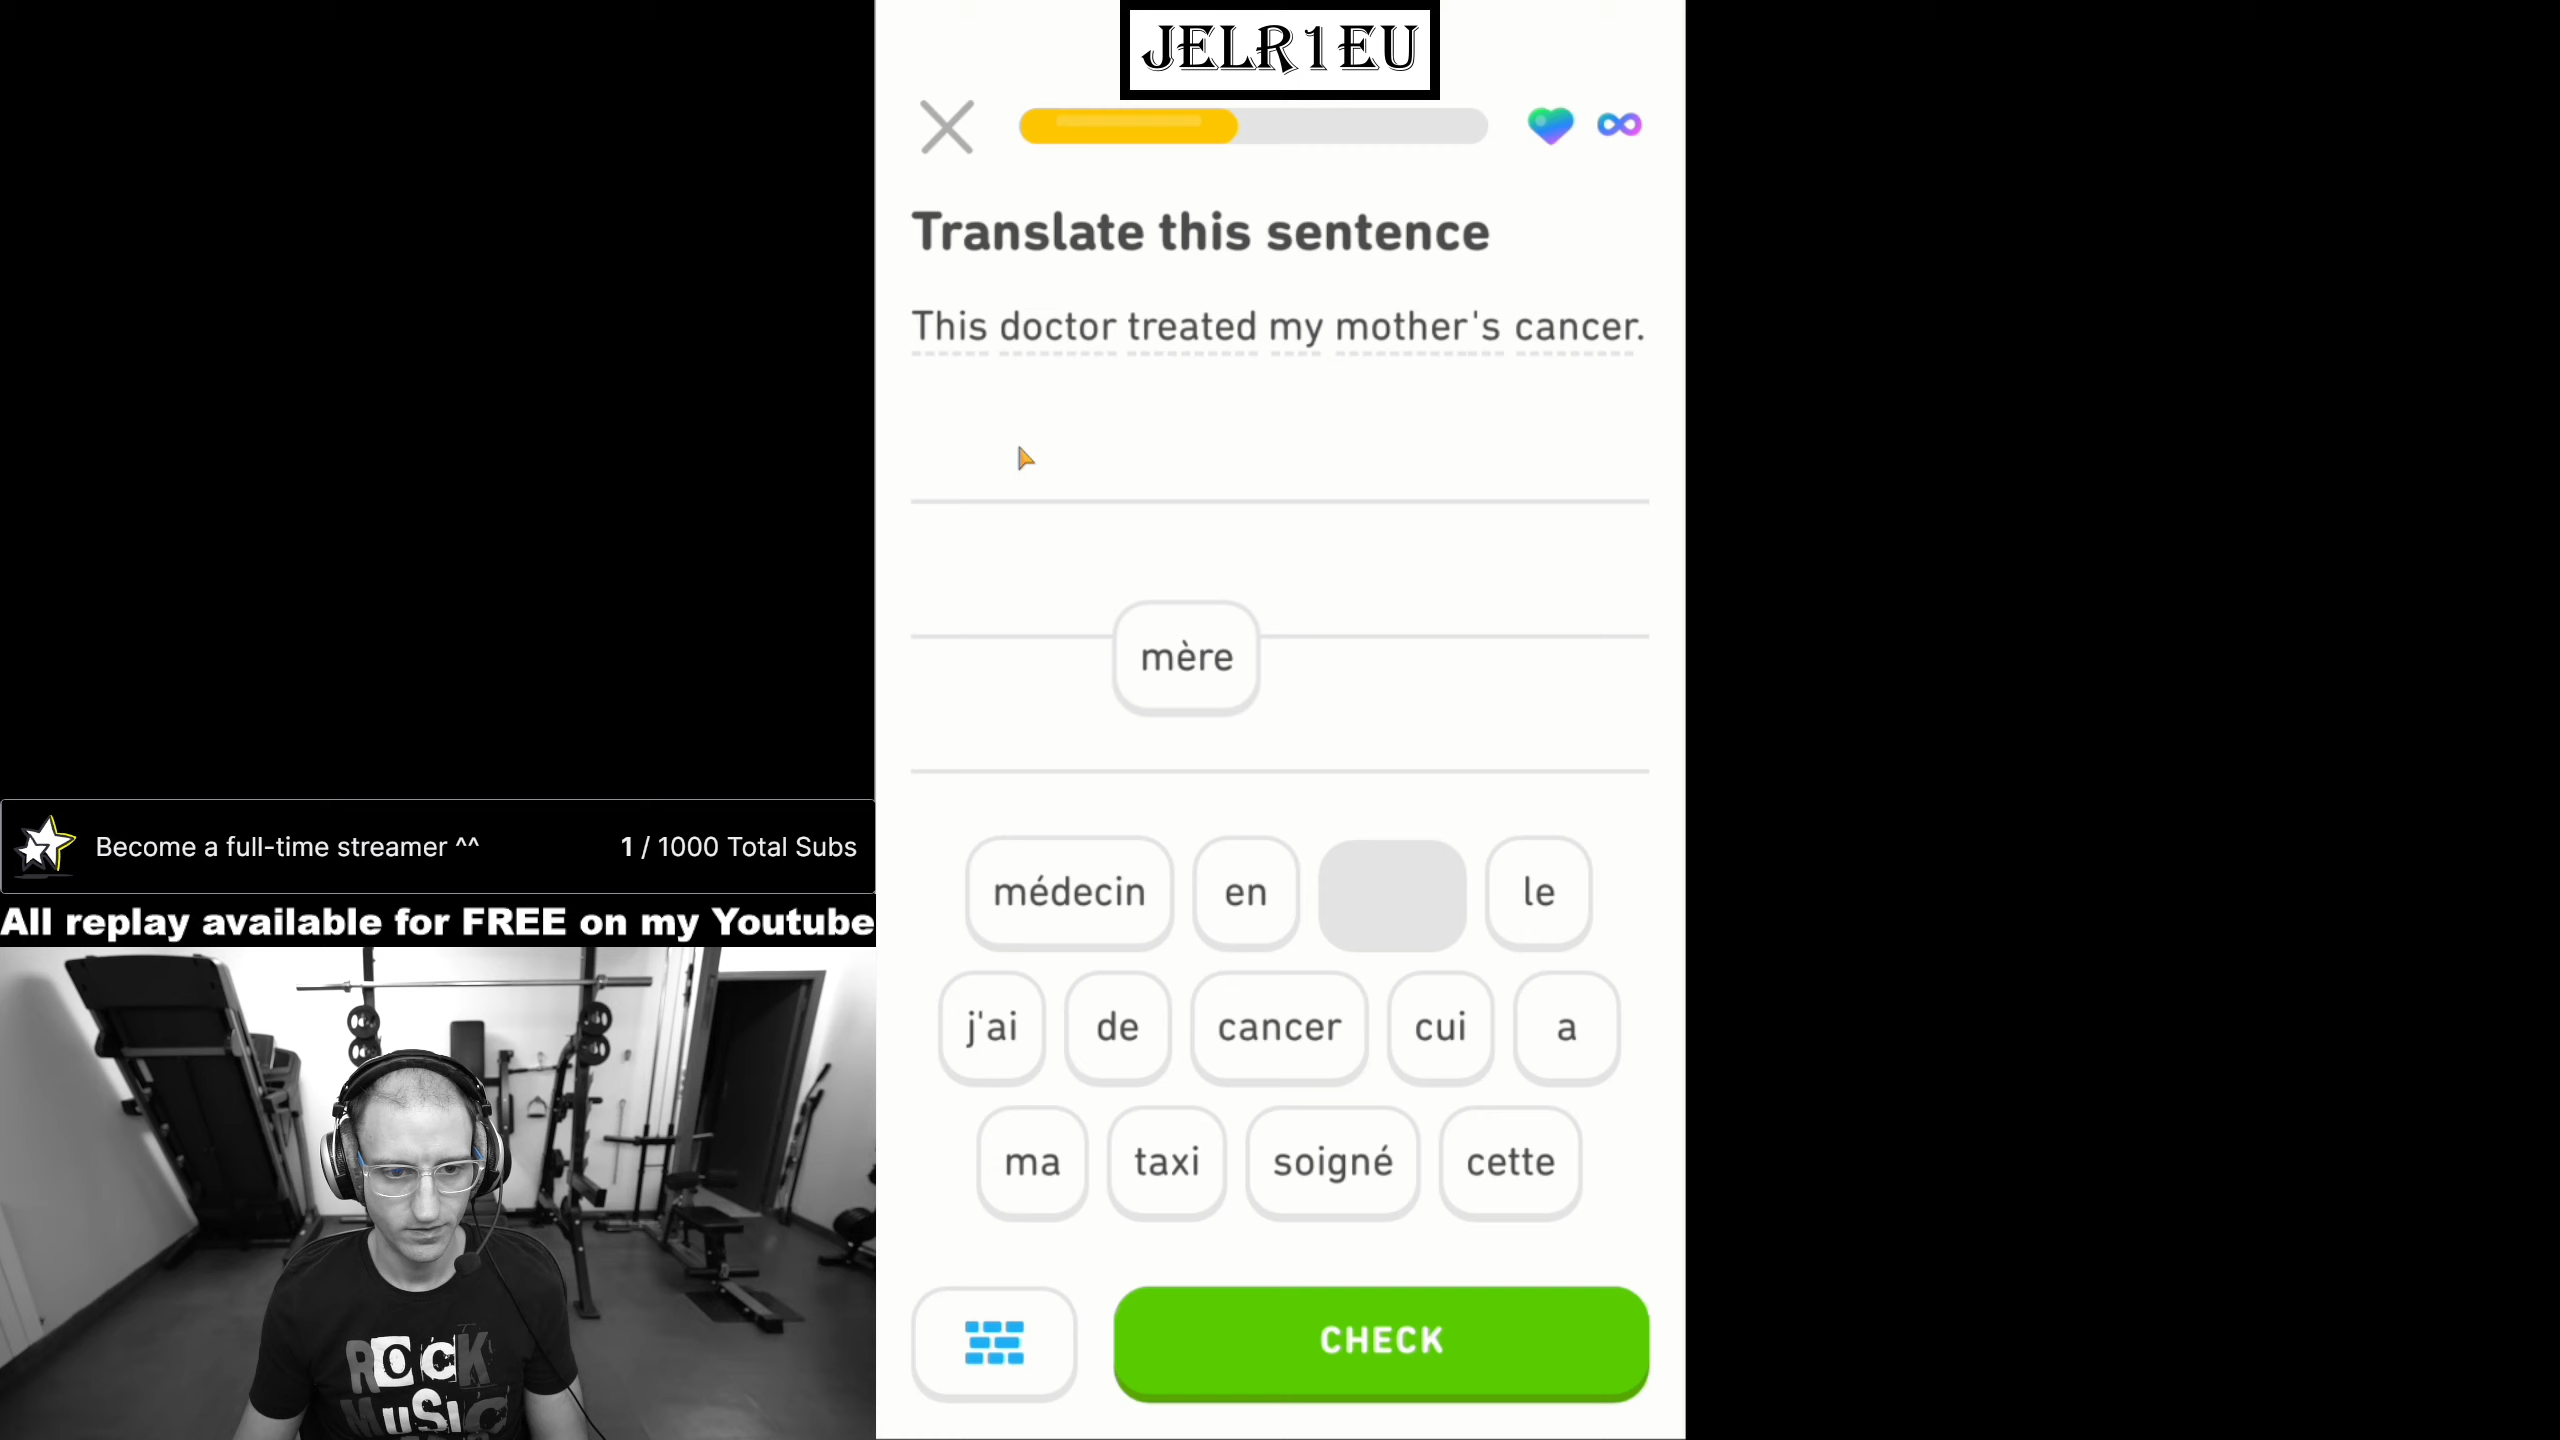 JELR1EU
Translate this sentence
This doctor treated my mother's cancer.
mère
médecin en le
j'ai de cancer cui a
ma taxi soigné cette
CHECK
Become a full-time streamer ^^ 1 / 1000 Total Subs
All replay available for FREE on my Youtube
ROCK
MUSIC